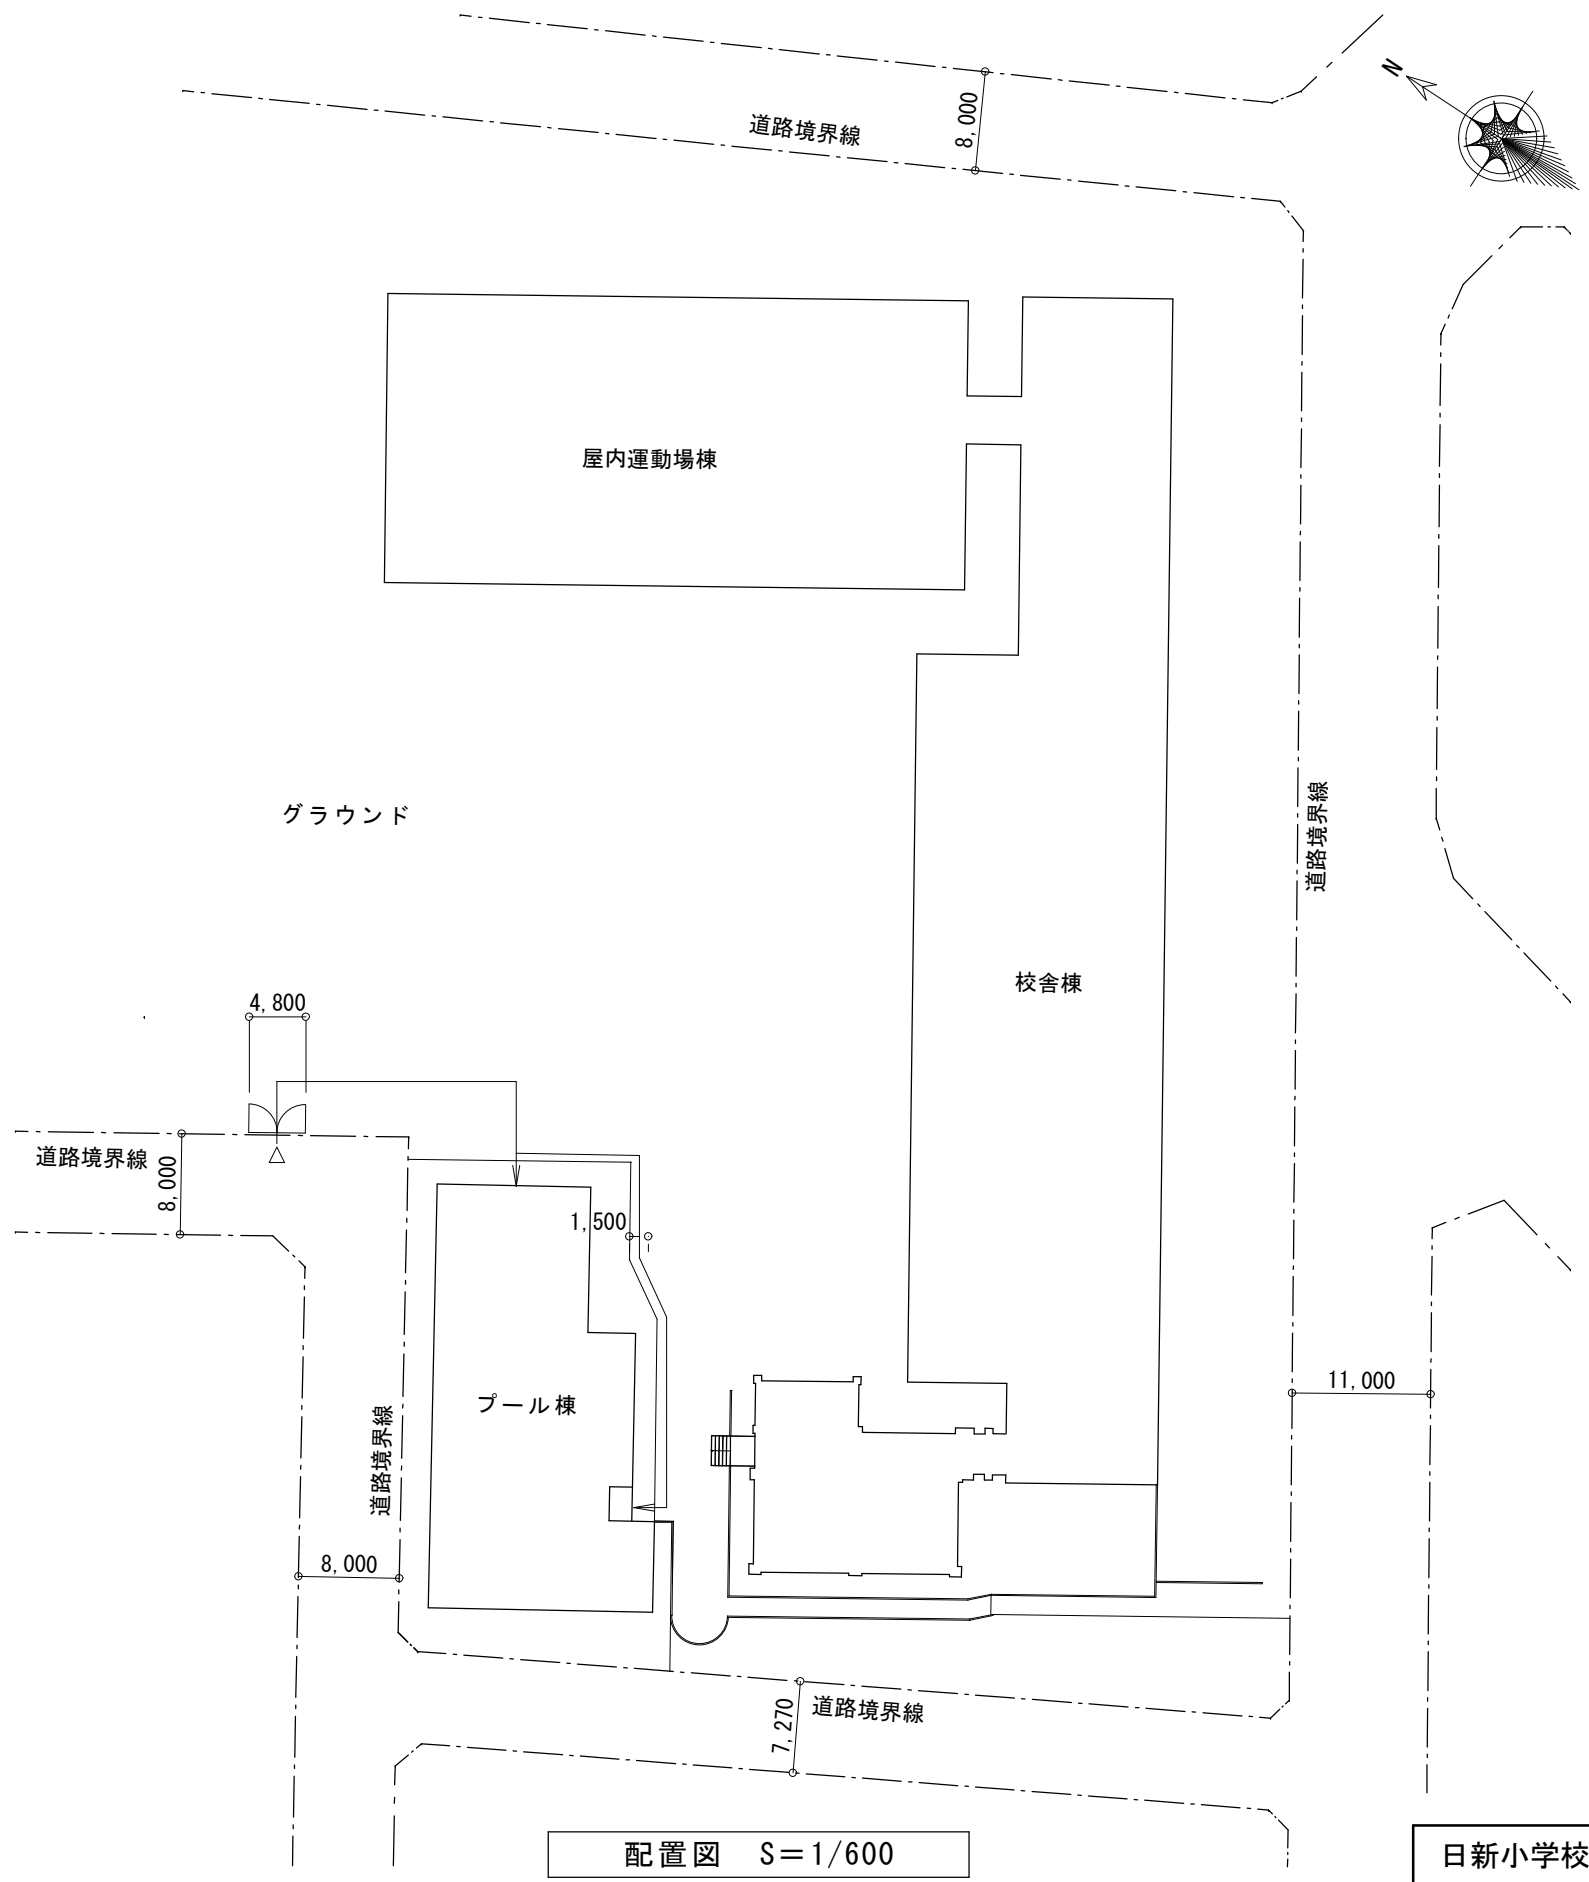 N
道路境界線
8,000
屋内運動場棟
グラウンド
道路境界線
校舎棟
4,800
道路境界線
8,000
1,500
プール棟
道路境界線
11,000
8,000
道路境界線
7,270
配置図 S=1/600
日新小学校